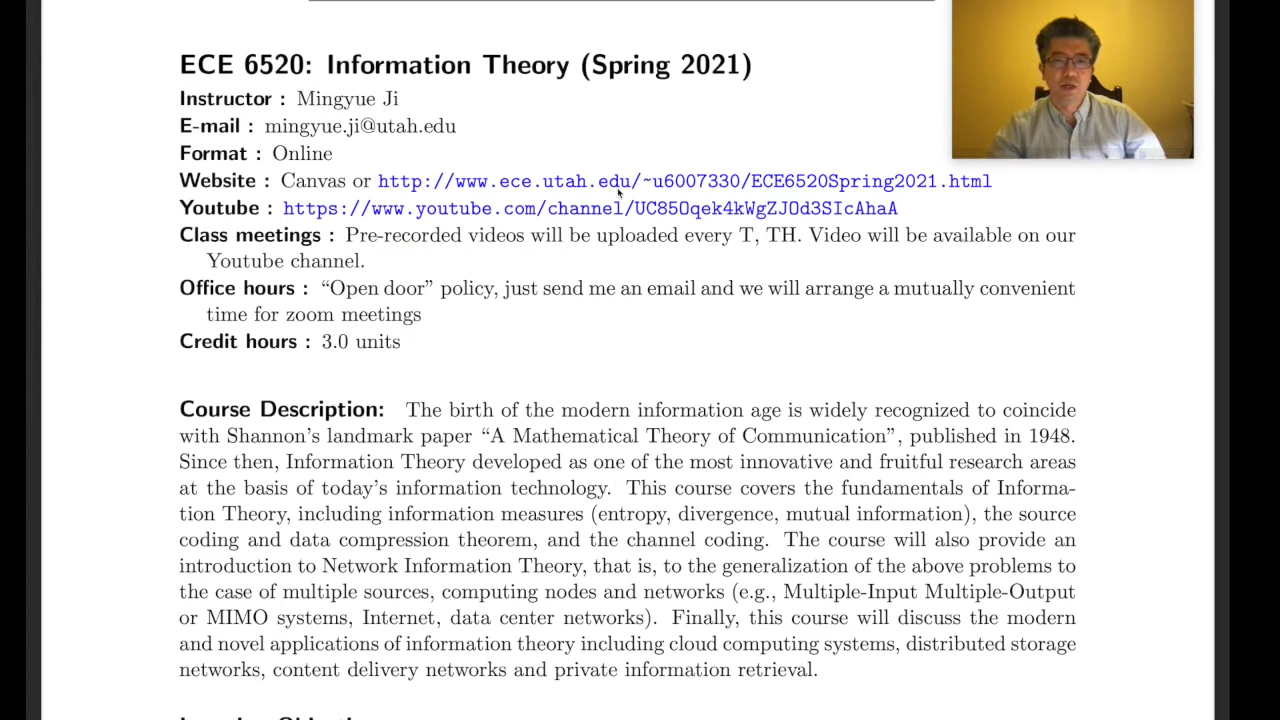 ECE 6520: Information Theory (Spring 2021)
Instructor : Mingyue Ji
E-mail : mingyue.ji@utah.edu
Format : Online
Website : Canvas or http://www.ece.utah.edu/~u6007330/ECE6520Spring2021.html
Youtube : https://www.youtube.com/channel/UC85Oqek4kWgZJOd3SIcAhaA
Class meetings : Pre-recorded videos will be uploaded every T, TH. Video will be available on our
Youtube channel.
Office hours : “Open door” policy, just send me an email and we will arrange a mutually convenient
time for zoom meetings
Credit hours : 3.0 units
Course Description: The birth of the modern information age is widely recognized to coincide
with Shannon’s landmark paper “A Mathematical Theory of Communication”, published in 1948.
Since then, Information Theory developed as one of the most innovative and fruitful research areas
at the basis of today’s information technology. This course covers the fundamentals of Informa-
tion Theory, including information measures (entropy, divergence, mutual information), the source
coding and data compression theorem, and the channel coding. The course will also provide an
introduction to Network Information Theory, that is, to the generalization of the above problems to
the case of multiple sources, computing nodes and networks (e.g., Multiple-Input Multiple-Output
or MIMO systems, Internet, data center networks). Finally, this course will discuss the modern
and novel applications of information theory including cloud computing systems, distributed storage
networks, content delivery networks and private information retrieval.